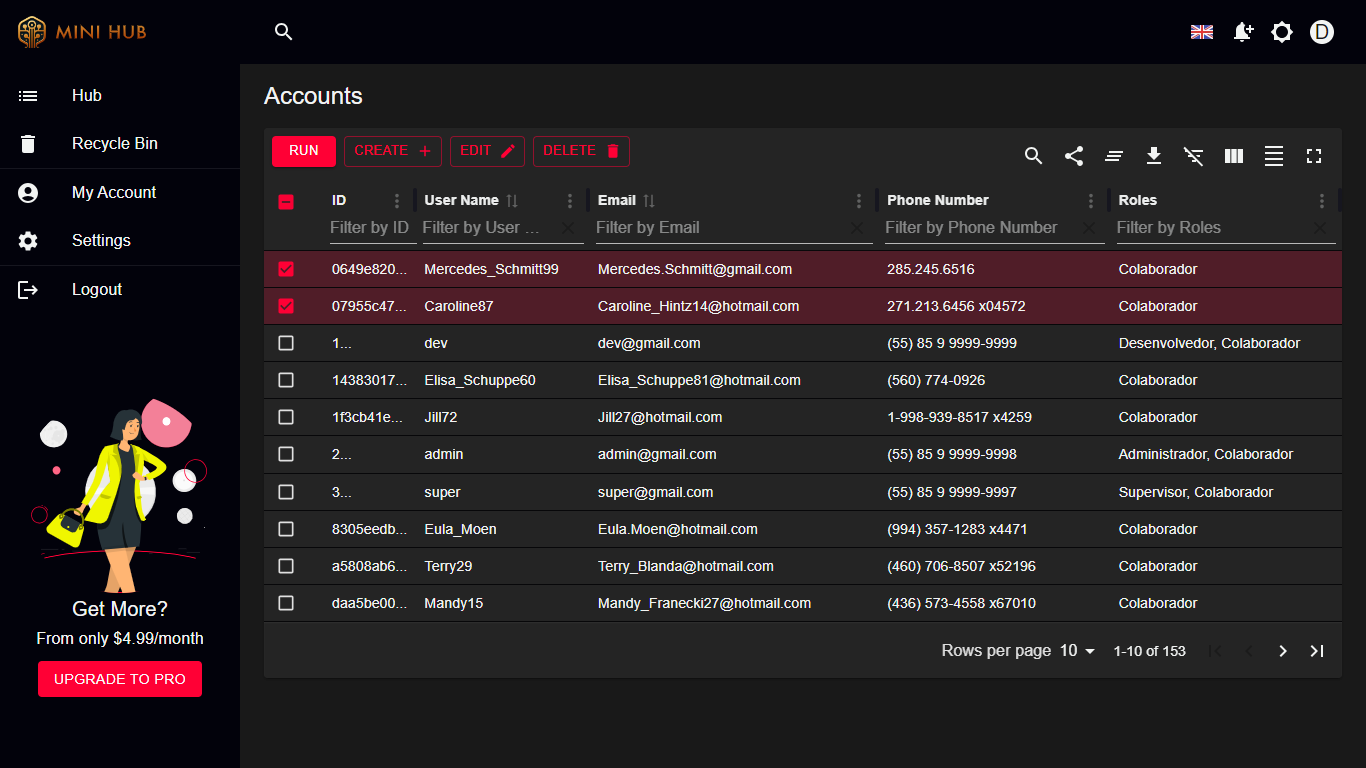 MINI HUB
D
Hub
Recycle Bin
My Account
Settings
Logout
Get More?
From only $4.99/month
UPGRADE TO PRO
Accounts
RUN CREATE EDIT DELETE
ID User Name Email Phone Number Roles
Filter by ID Filter by User ... Filter by Email Filter by Phone Number Filter by Roles
0649e820... Mercedes_Schmitt99 Mercedes.Schmitt@gmail.com 285.245.6516 Colaborador
07955c47... Caroline87 Caroline_Hintz14@hotmail.com 271.213.6456 x04572 Colaborador
1... dev dev@gmail.com (55) 85 9 9999-9999 Desenvolvedor, Colaborador
14383017... Elisa_Schuppe60 Elisa_Schuppe81@hotmail.com (560) 774-0926 Colaborador
1f3cb41e... Jill72 Jill27@hotmail.com 1-998-939-8517 x4259 Colaborador
2... admin admin@gmail.com (55) 85 9 9999-9998 Administrador, Colaborador
3... super super@gmail.com (55) 85 9 9999-9997 Supervisor, Colaborador
8305eedb... Eula_Moen Eula.Moen@hotmail.com (994) 357-1283 x4471 Colaborador
a5808ab6... Terry29 Terry_Blanda@hotmail.com (460) 706-8507 x52196 Colaborador
daa5be00... Mandy15 Mandy_Franecki27@hotmail.com (436) 573-4558 x67010 Colaborador
Rows per page 10 1-10 of 153